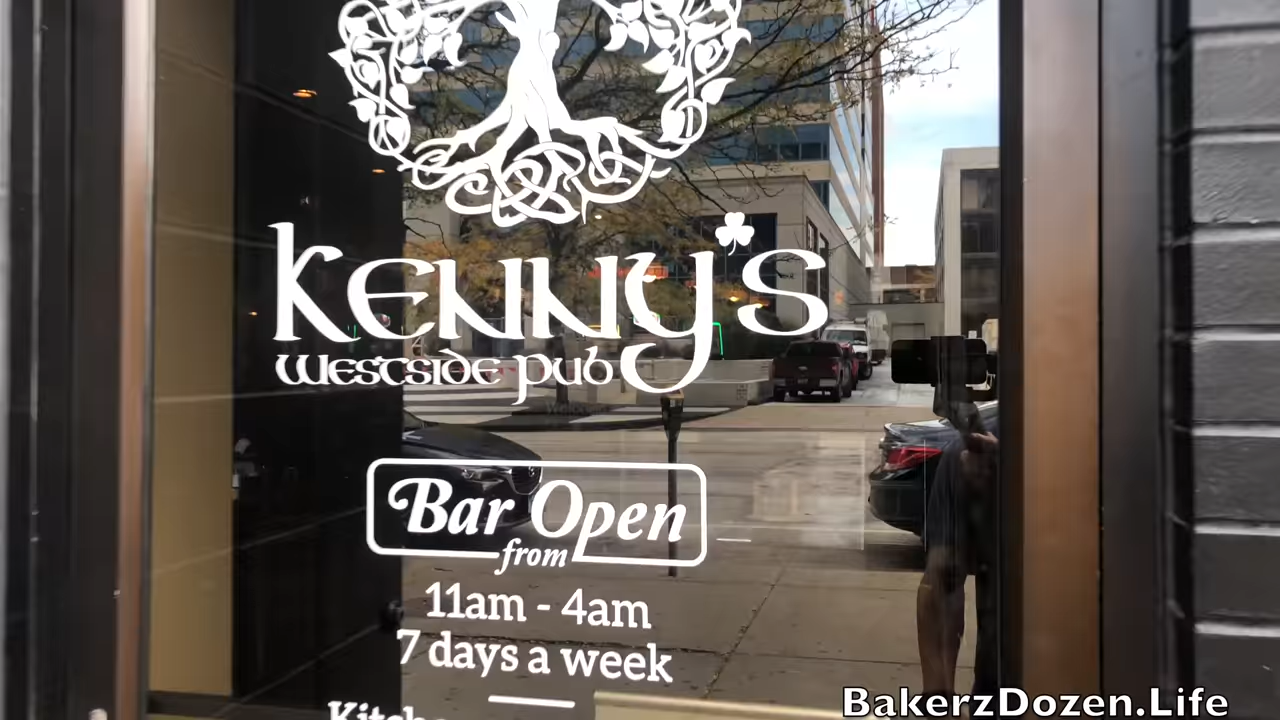 Kenny's
Westside Pub
Bar Open
from
11am - 4am
7 days a week
BakerzDozen.Life